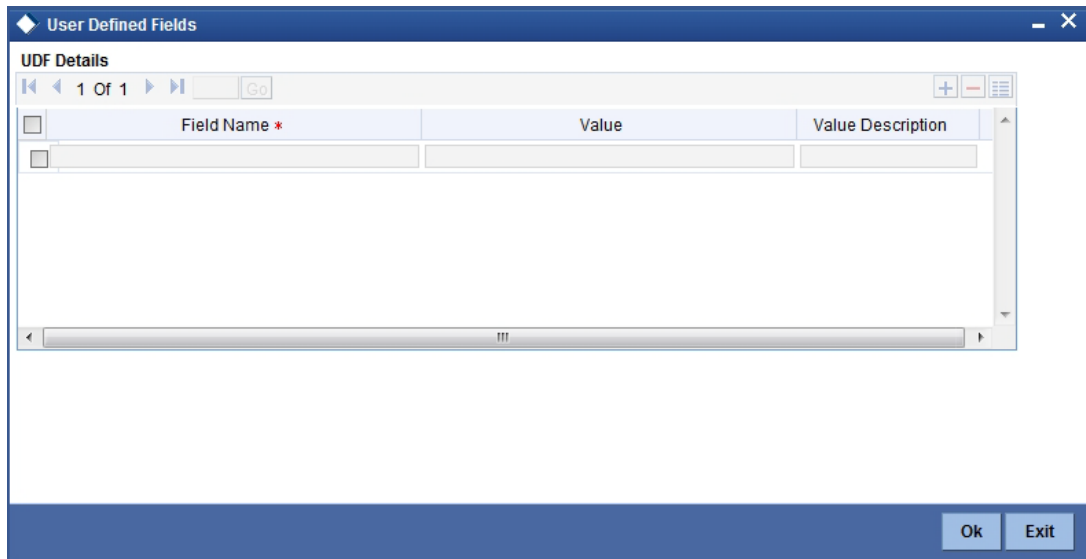 User Defined Fields
UDF Details
1 Of 1 Go
Field Name * Value Value Description
Ok Exit